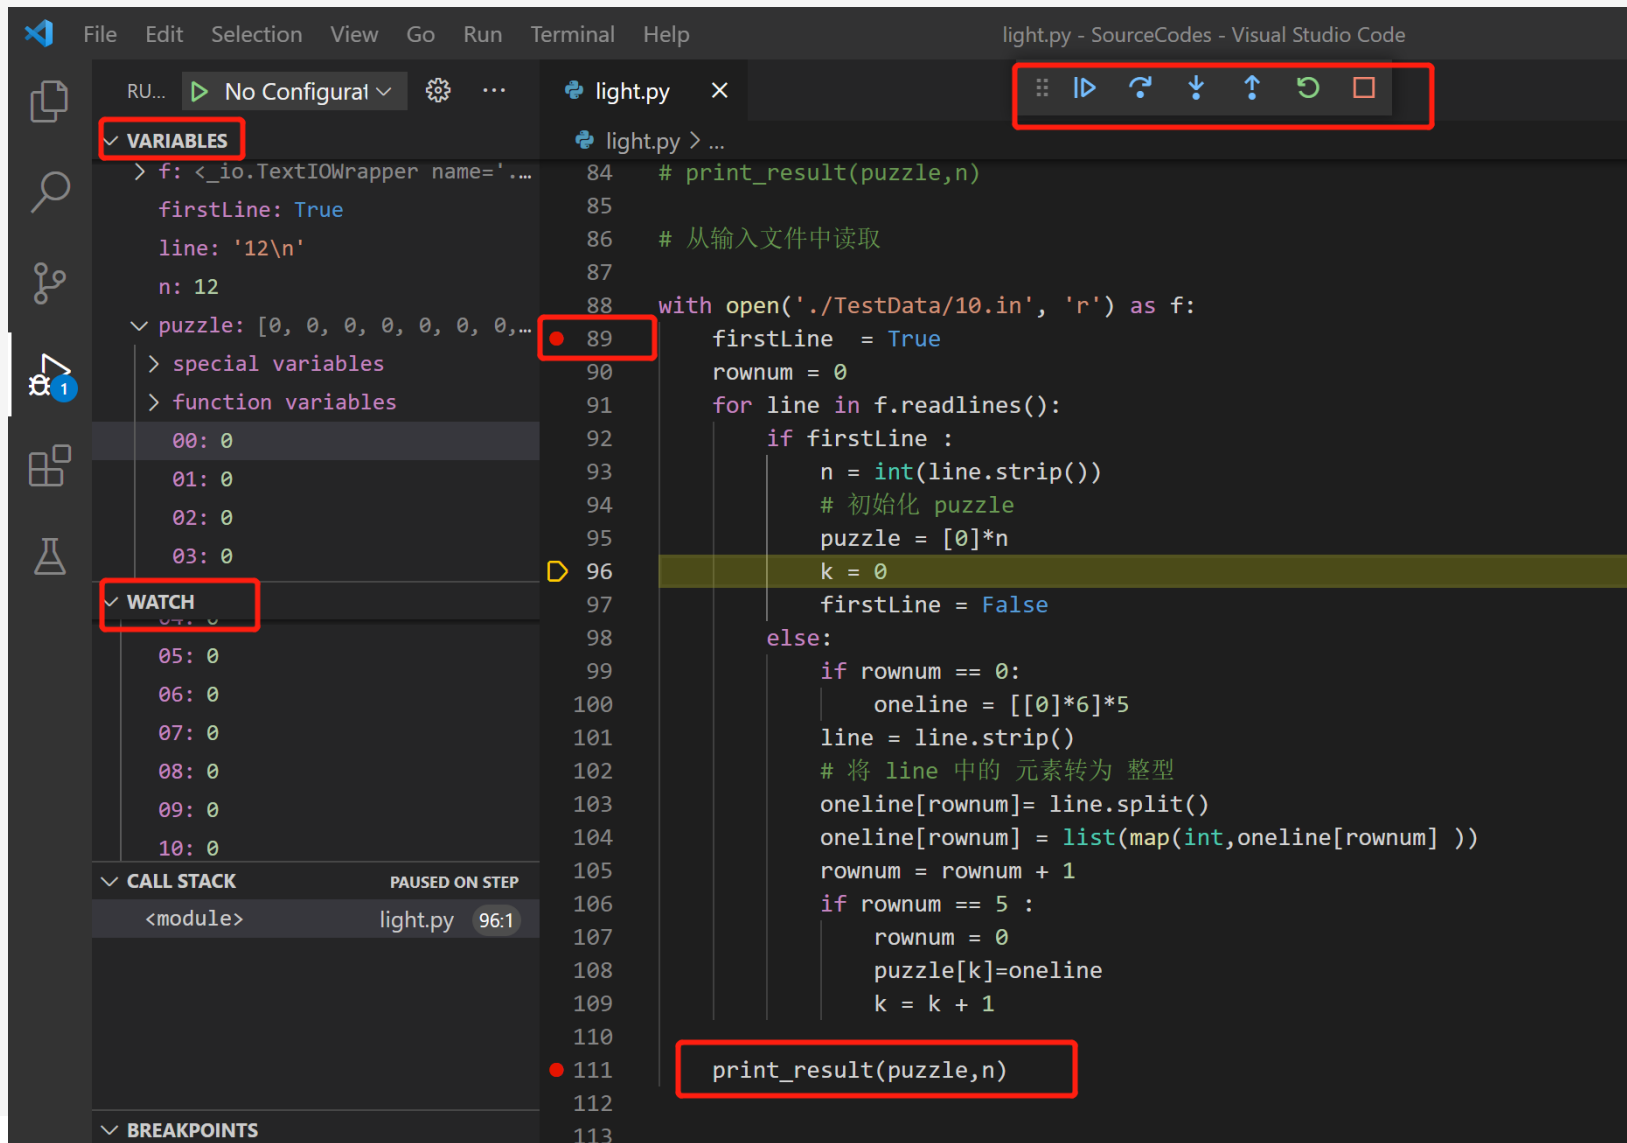 File Edit Selection View Go Run Terminal Help light.py - SourceCodes - Visual Studio Code
RU... No Configurat ...
VARIABLES
f: <_io.TextIOWrapper name='.…
firstLine: True
line: '12\n'
n: 12
puzzle: [0, 0, 0, 0, 0, 0, 0,…
special variables
function variables
00: 0
01: 0
02: 0
03: 0
WATCH
04: 0
05: 0
06: 0
07: 0
08: 0
09: 0
10: 0
CALL STACK PAUSED ON STEP
<module> light.py 96:1
BREAKPOINTS
1
light.py
light.py > ...
84 # print_result(puzzle,n)
85
86 # 从输入文件中读取
87
88 with open('./TestData/10.in', 'r') as f:
89 firstLine  = True
90 rownum = 0
91 for line in f.readlines():
92 if firstLine :
93 n = int(line.strip())
94 # 初始化 puzzle
95 puzzle = [0]*n
96 k = 0
97 firstLine = False
98 else:
99 if rownum == 0:
100 oneline = [[0]*6]*5
101 line = line.strip()
102 # 将 line 中的 元素转为 整型
103 oneline[rownum]= line.split()
104 oneline[rownum] = list(map(int,oneline[rownum] ))
105 rownum = rownum + 1
106 if rownum == 5 :
107 rownum = 0
108 puzzle[k]=oneline
109 k = k + 1
110
111 print_result(puzzle,n)
112
113